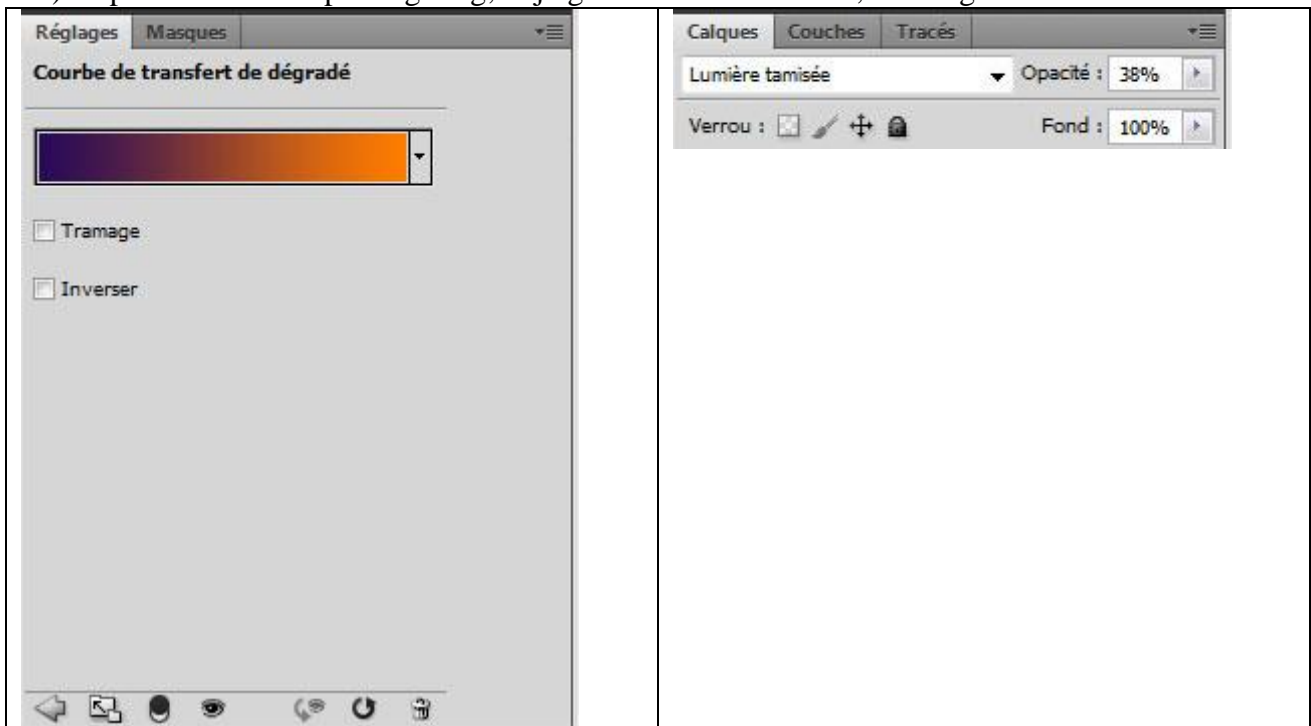 Réglages Masques
Courbe de transfert de dégradé
Tramage
Inverser
Calques Couches Tracés
Lumière tamisée Opacité : 38%
Verrou : Fond : 100%